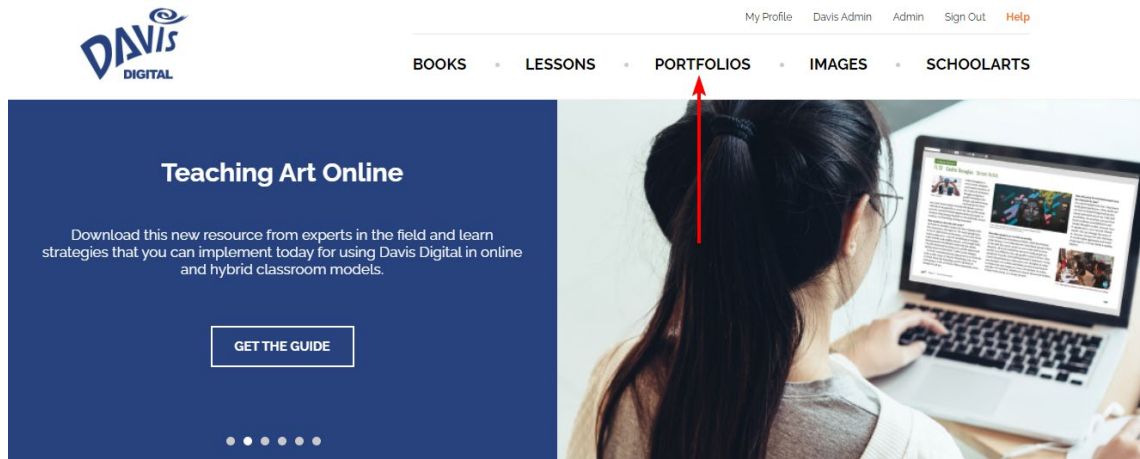 DAVIS
DIGITAL
My Profile Davis Admin Admin Sign Out Help
BOOKS LESSONS PORTFOLIOS IMAGES SCHOOLARTS
Teaching Art Online
Download this new resource from experts in the field and learn
strategies that you can implement today for using Davis Digital in online
and hybrid classroom models.
GET THE GUIDE